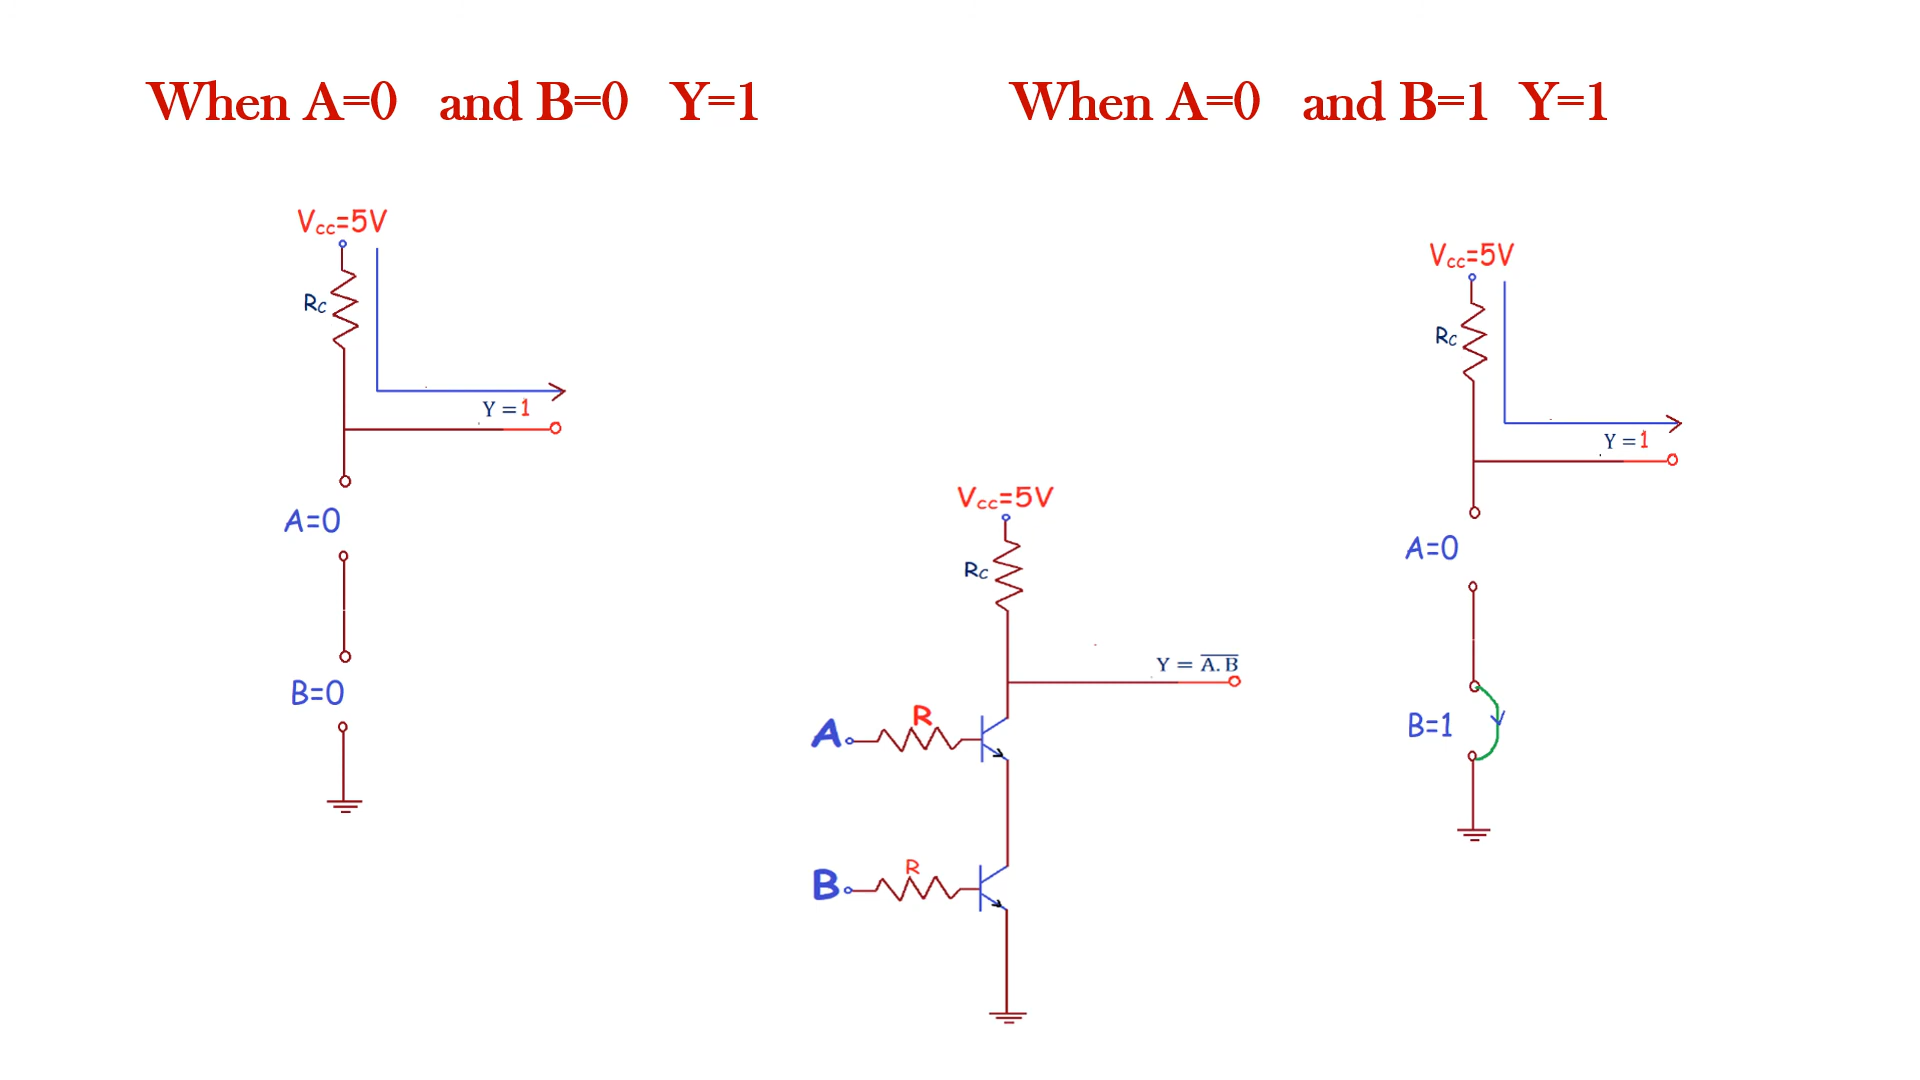 When A=0 and B=0 Y=1
When A=0 and B=1 Y=1
Vcc=5V
Rc
Y = 1
A=0
B=0
Vcc=5V
Rc
Y = A̅.̅B̅
A
R
B
R
Vcc=5V
Rc
Y = 1
A=0
B=1